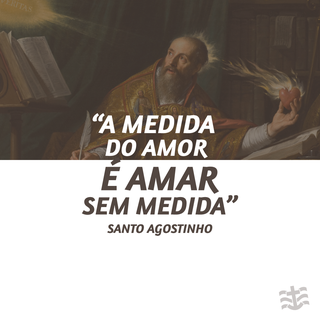 “A MEDIDA
DO AMOR
É AMAR
SEM MEDIDA”
SANTO AGOSTINHO